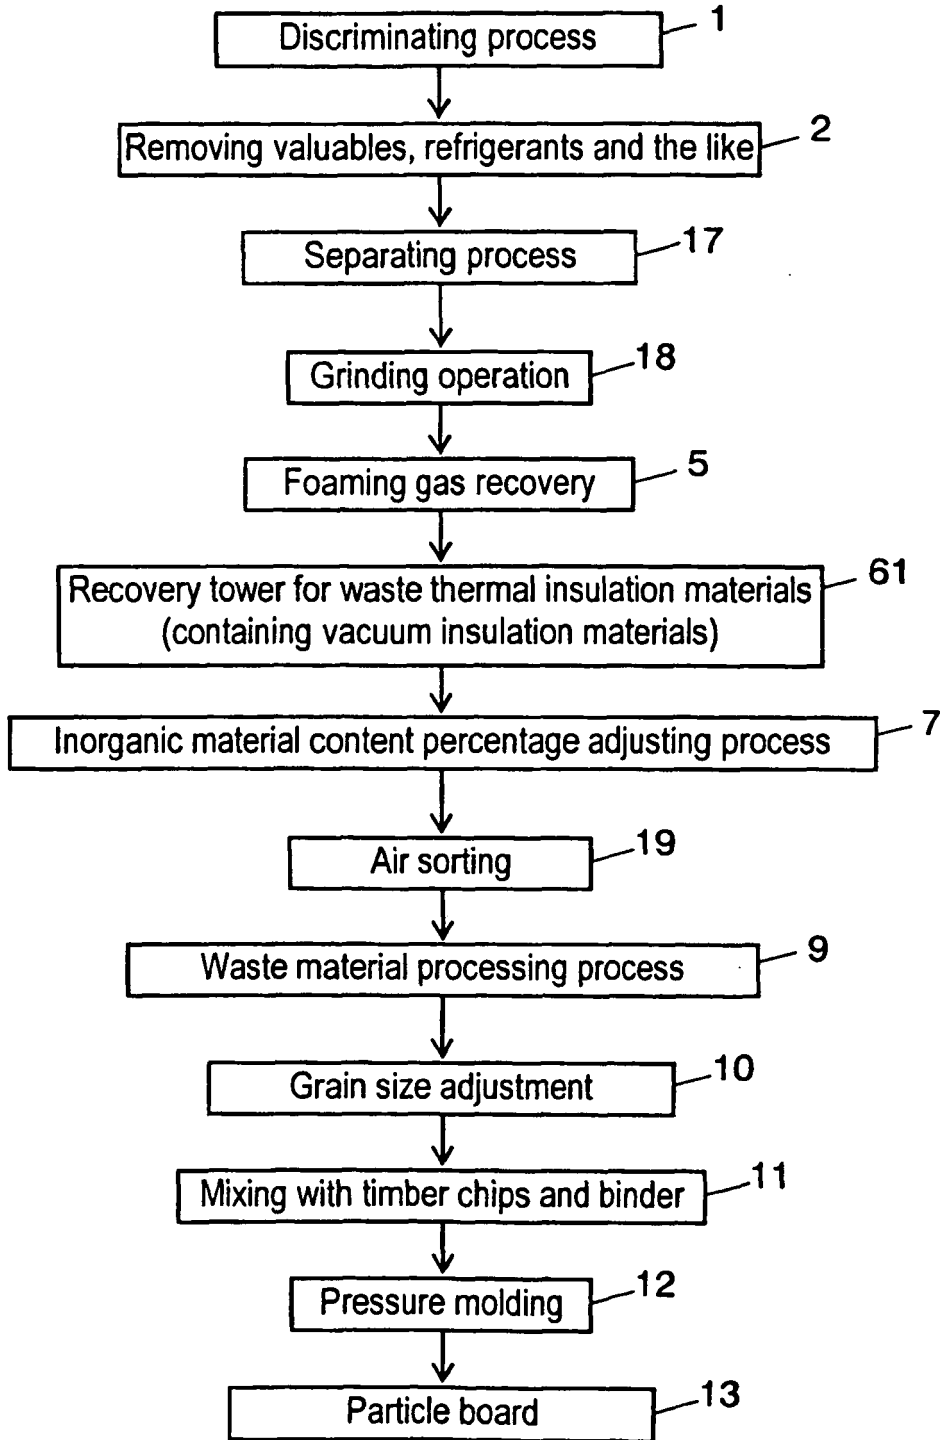 Discriminating process 1
Removing valuables, refrigerants and the like 2
Separating process 17
Grinding operation 18
Foaming gas recovery 5
Recovery tower for waste thermal insulation materials 61
(containing vacuum insulation materials)
Inorganic material content percentage adjusting process 7
Air sorting 19
Waste material processing process 9
Grain size adjustment 10
Mixing with timber chips and binder 11
Pressure molding 12
Particle board 13